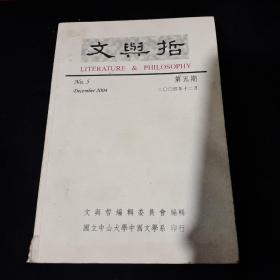 文與哲
LITERATURE & PHILOSOPHY
No. 5
第五期
December 2004
二○○四年十二月
文與哲編輯委員會編輯
國立中山大學中國文學系 印行